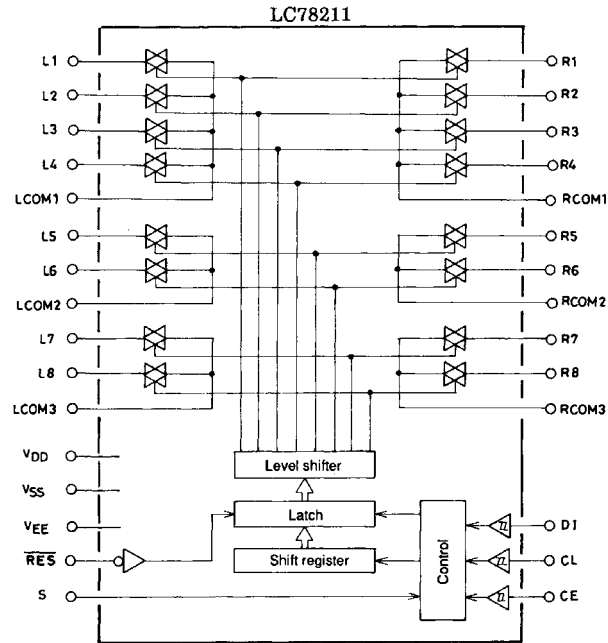 LC78211
L1 R1
L2 R2
L3 R3
L4 R4
LCOM1 RCOM1
L5 R5
L6 R6
LCOM2 RCOM2
L7 R7
L8 R8
LCOM3 RCOM3
VDD
Level shifter
VSS
Latch
VEE
DI
RES
Shift register
Control
CL
S
CE